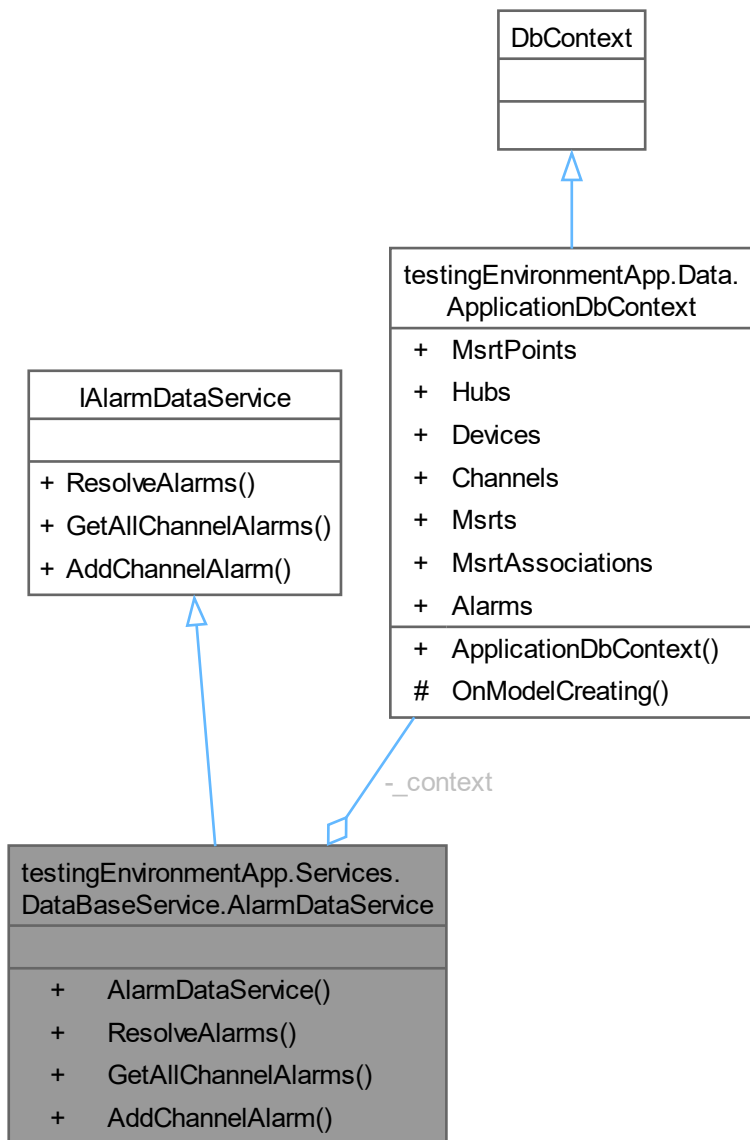 DbContext
testingEnvironmentApp.Data.
ApplicationDbContext
+ MsrtPoints
+ Hubs
+ Devices
+ Channels
+ Msrts
+ MsrtAssociations
+ Alarms
+ ApplicationDbContext()
# OnModelCreating()
IAlarmDataService
+ ResolveAlarms()
+ GetAllChannelAlarms()
+ AddChannelAlarm()
-_context
testingEnvironmentApp.Services.
DataBaseService.AlarmDataService
+ AlarmDataService()
+ ResolveAlarms()
+ GetAllChannelAlarms()
+ AddChannelAlarm()